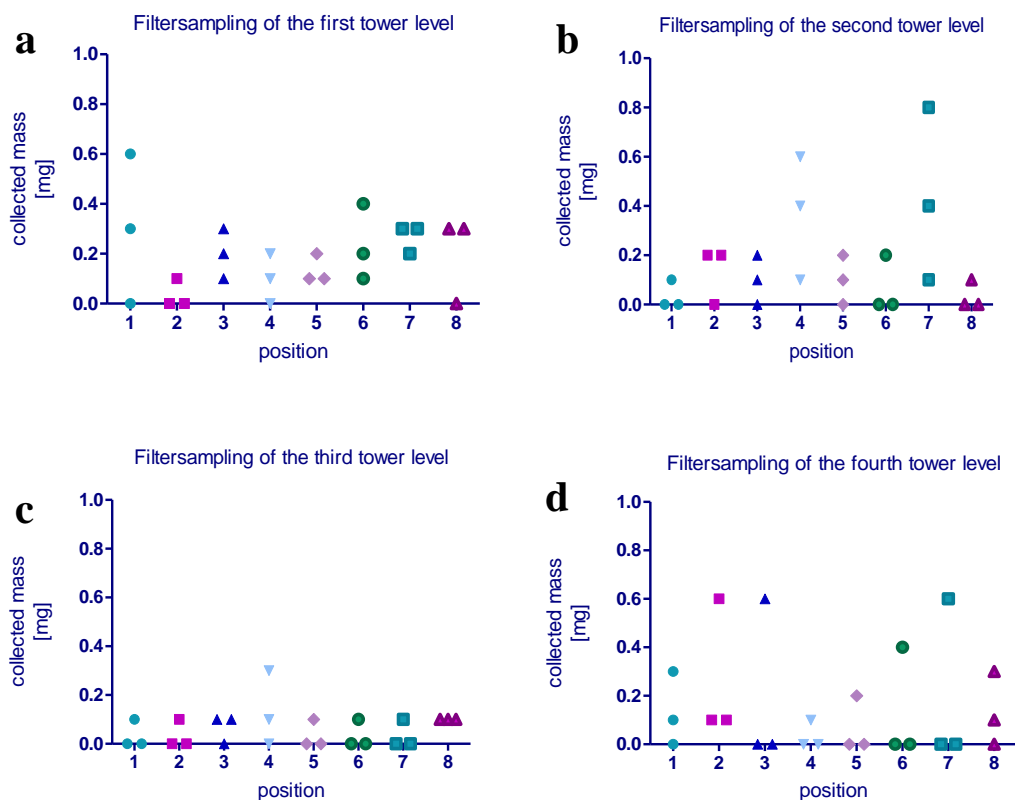 a
Filtersampling of the first tower level
1.0
0.8
0.6
0.4
0.2
0.0
collected mass
[mg]
1 2 3 4 5 6 7 8
position
b
Filtersampling of the second tower level
1.0
0.8
0.6
0.4
0.2
0.0
collected mass
[mg]
1 2 3 4 5 6 7 8
position
c
Filtersampling of the third tower level
1.0
0.8
0.6
0.4
0.2
0.0
collected mass
[mg]
1 2 3 4 5 6 7 8
position
d
Filtersampling of the fourth tower level
1.0
0.8
0.6
0.4
0.2
0.0
collected mass
[mg]
1 2 3 4 5 6 7 8
position